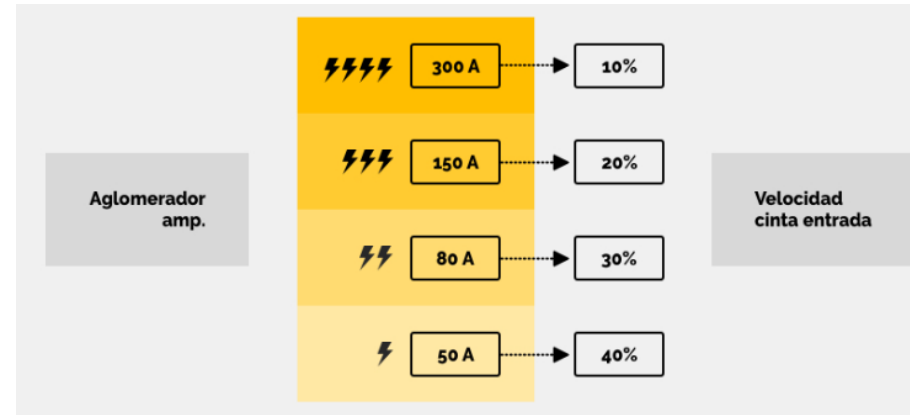 Aglomerador
amp.
300 A
10%
150 A
20%
80 A
30%
50 A
40%
Velocidad
cinta entrada